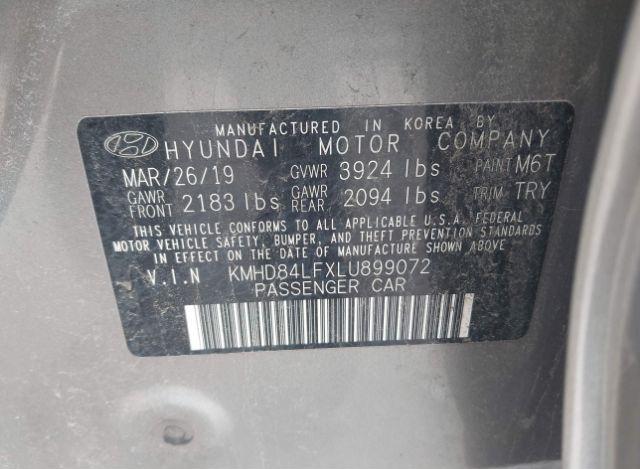 MANUFACTURED IN KOREA BY
HYUNDAI MOTOR COMPANY
MAR/26/19 GVWR 3924 lbs PAINT M6T
GAWR FRONT 2183 lbs GAWR REAR 2094 lbs TRIM TRY
THIS VEHICLE CONFORMS TO ALL APPLICABLE U.S.A. FEDERAL
MOTOR VEHICLE SAFETY, BUMPER, AND THEFT PREVENTION
STANDARDS IN EFFECT ON THE DATE OF MANUFACTURE SHOWN ABOVE.
V.I.N KMHD84LFXLU899072
PASSENGER CAR